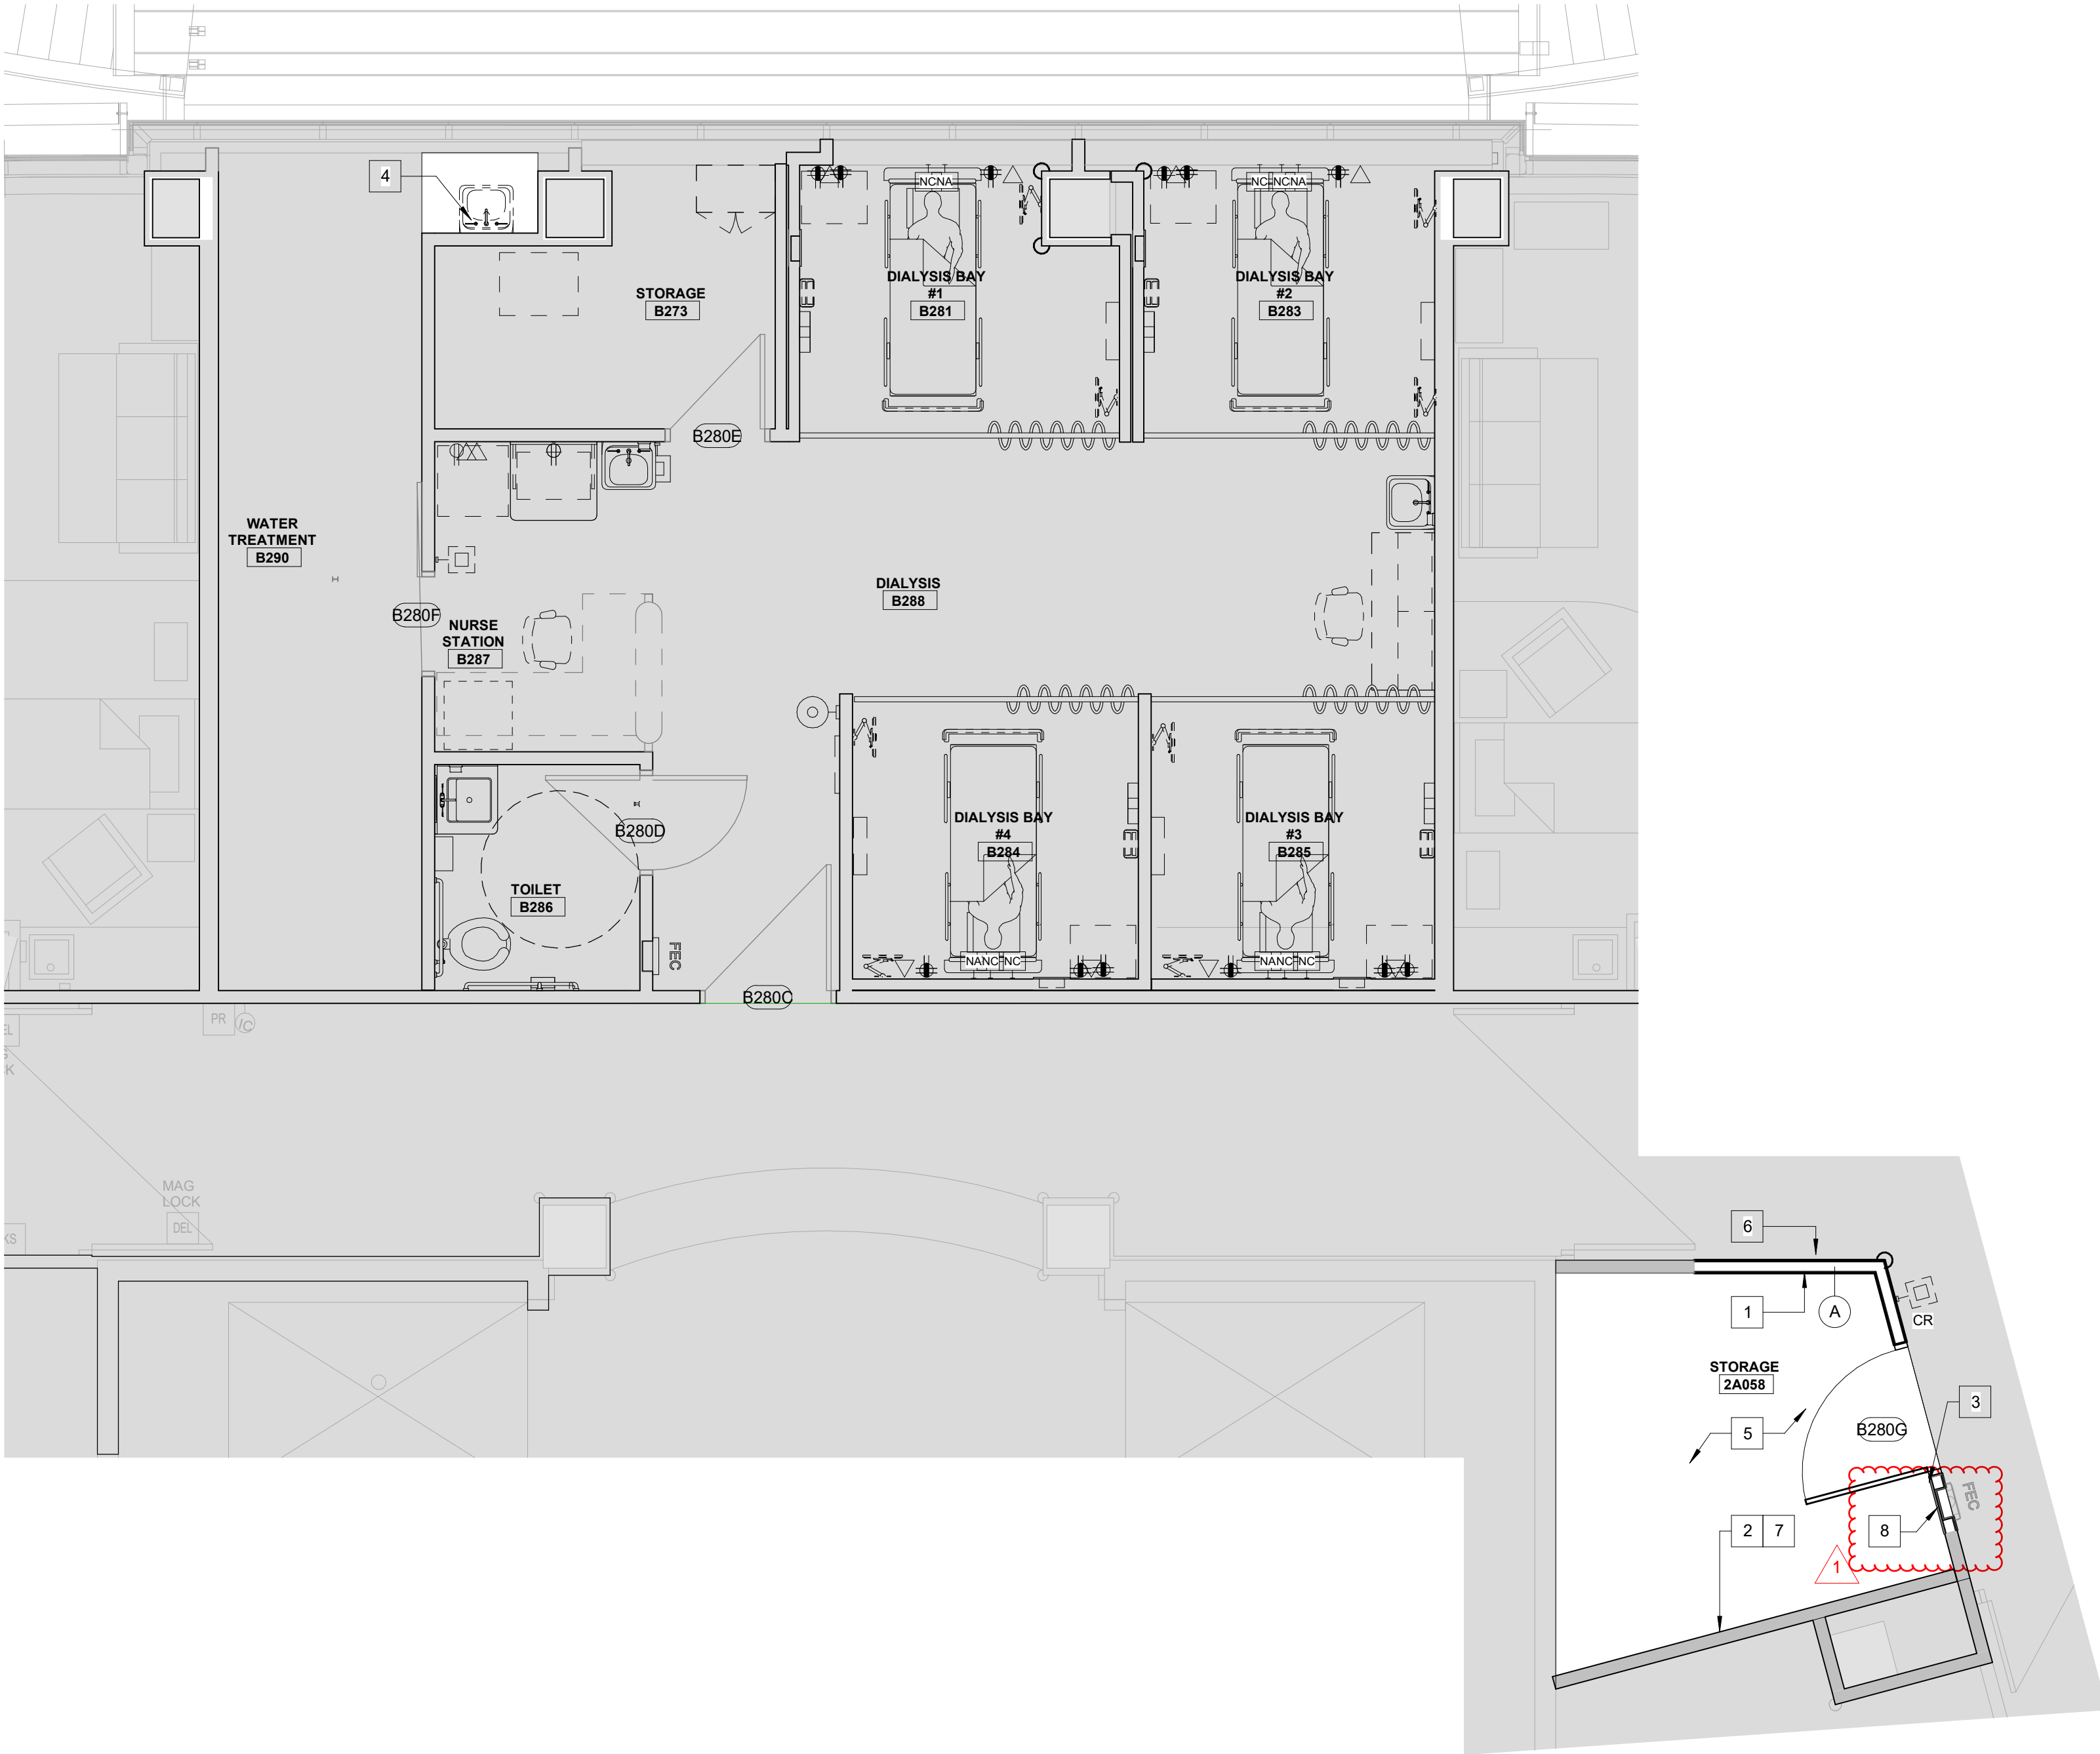 4
NCNA
NC NCNA
DIALYSIS BAY
#1
B281
DIALYSIS BAY
#2
B283
STORAGE
B273
B280E
WATER
TREATMENT
B290
DIALYSIS
B288
B280F
NURSE
STATION
B287
DIALYSIS BAY
#4
B284
DIALYSIS BAY
#3
B285
B280D
TOILET
B286
FEC
NANC NC
NANC NC
B280C
PR
IC
MAG
LOCK
DEL
6
1
A
CR
STORAGE
2A058
3
5
B280G
FEC
2 7
8
1